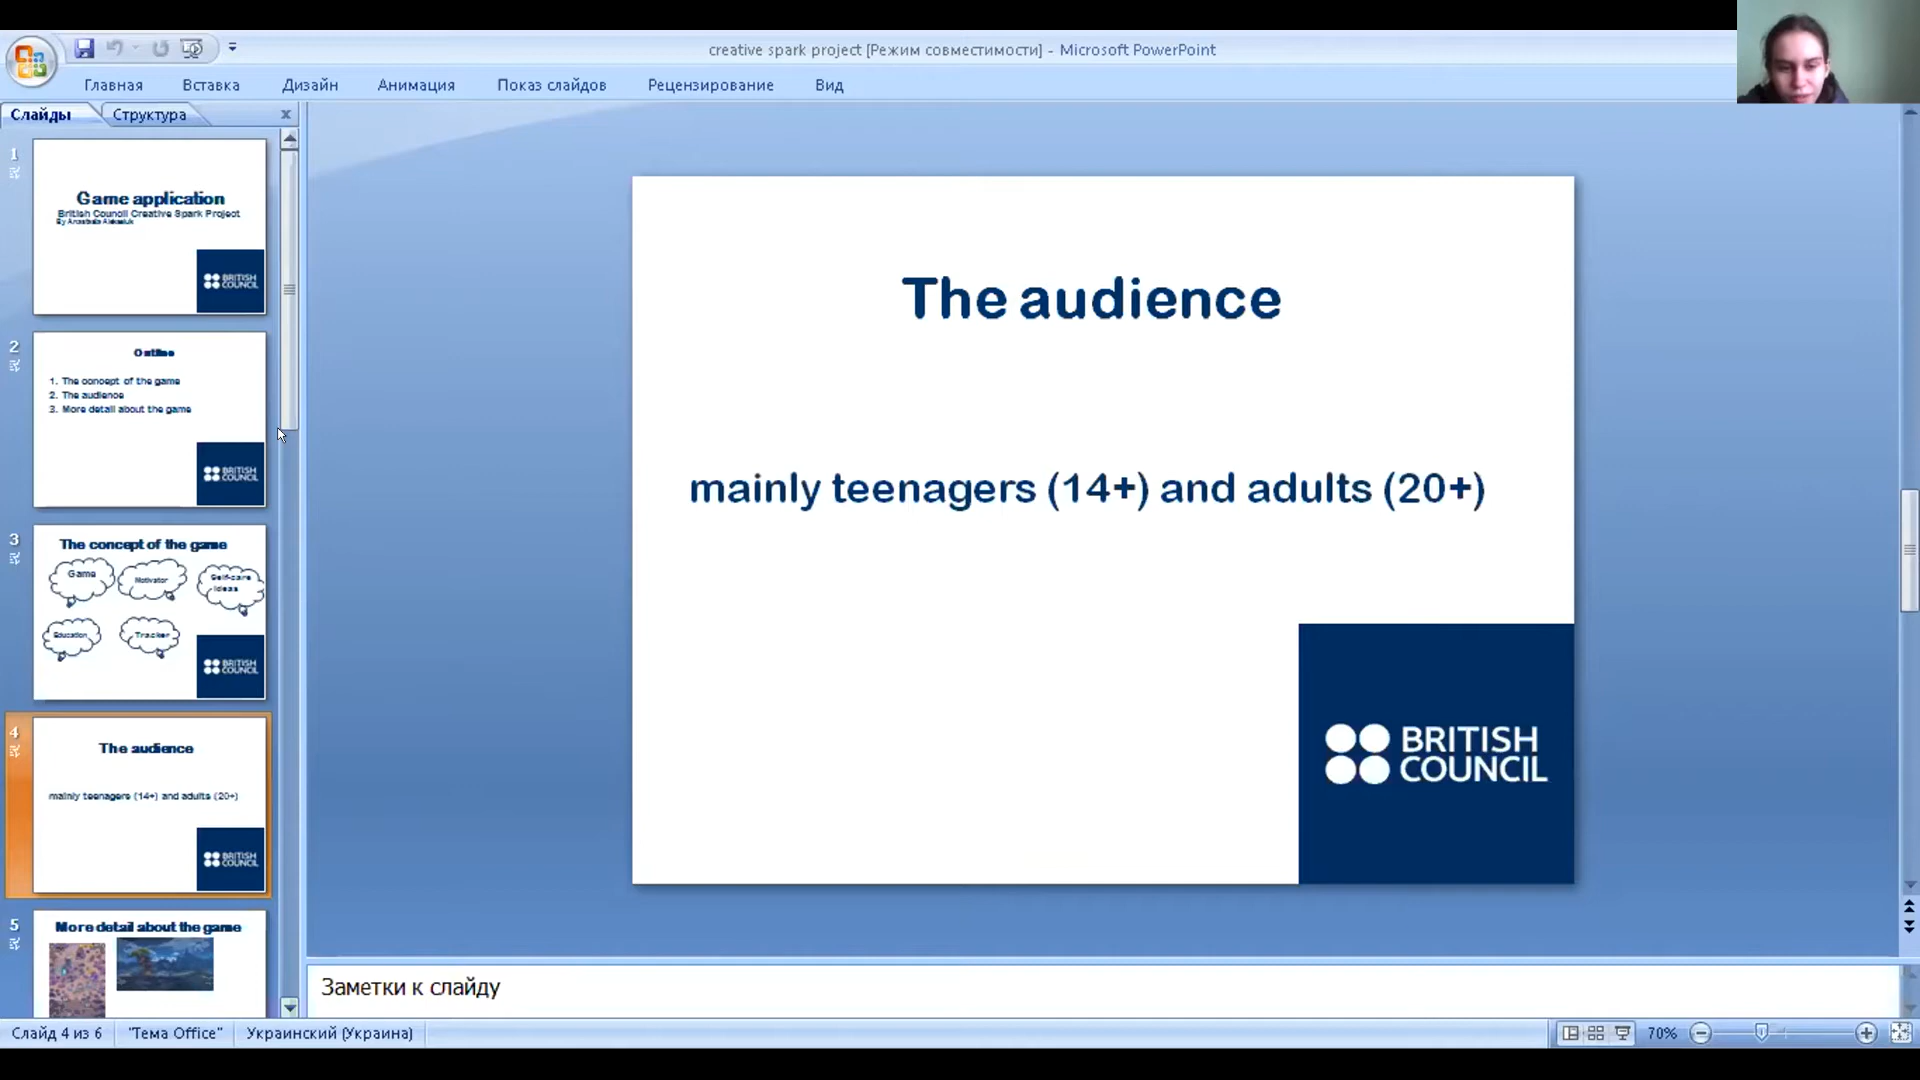 creative spark project [Режим совместимости] - Microsoft PowerPoint
Главная Вставка Дизайн Анимация Показ слайдов Рецензирование Вид
Слайды Структура
1
Game application
British Council Creative Spark Project
BRITISH
COUNCIL
2
Outline
1. The concept of the game
2. The audience
3. More detail about the game
BRITISH
COUNCIL
3
The concept of the game
Game
Motivator
Self-care
ideas
Education
Tracker
BRITISH
COUNCIL
4
The audience
mainly teenagers (14+) and adults (20+)
BRITISH
COUNCIL
5
More detail about the game
The audience
mainly teenagers (14+) and adults (20+)
BRITISH
COUNCIL
Заметки к слайду
Слайд 4 из 6 "Тема Office" Украинский (Украина) 70%